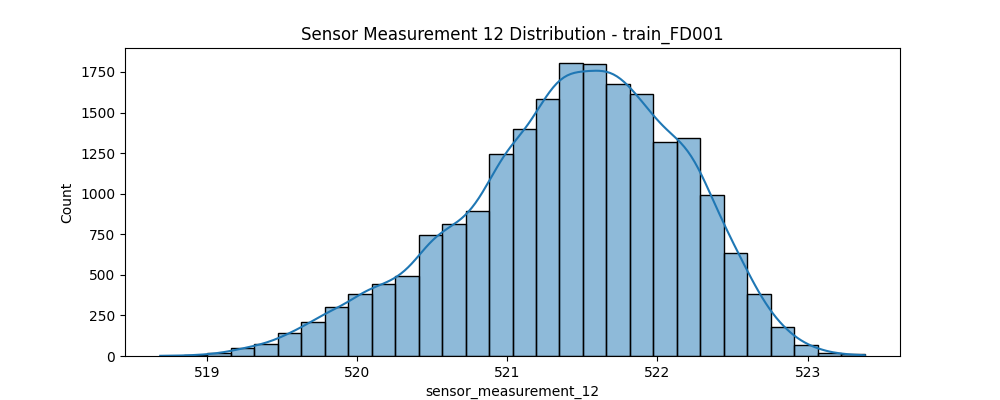 Sensor Measurement 12 Distribution - train_FD001
Count
1750
1500
1250
1000
750
500
250
0
519 520 521 522 523
sensor_measurement_12